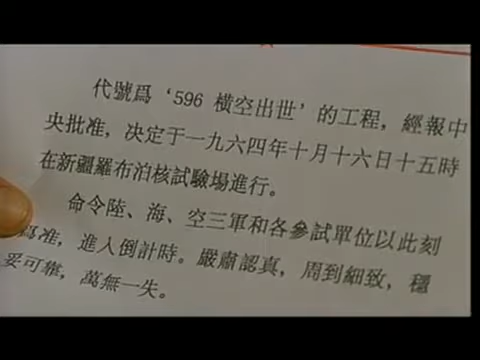 代號爲‘596 橫空出世’的工程，經報中
央批准，决定于一九六四年十月十六日十五時
在新疆羅布泊核試驗場進行。
命令陸、海、空三軍和各參試單位以此刻
爲准，進入倒計時。嚴肅認真，周到細致，穩
妥可靠，萬無一失。